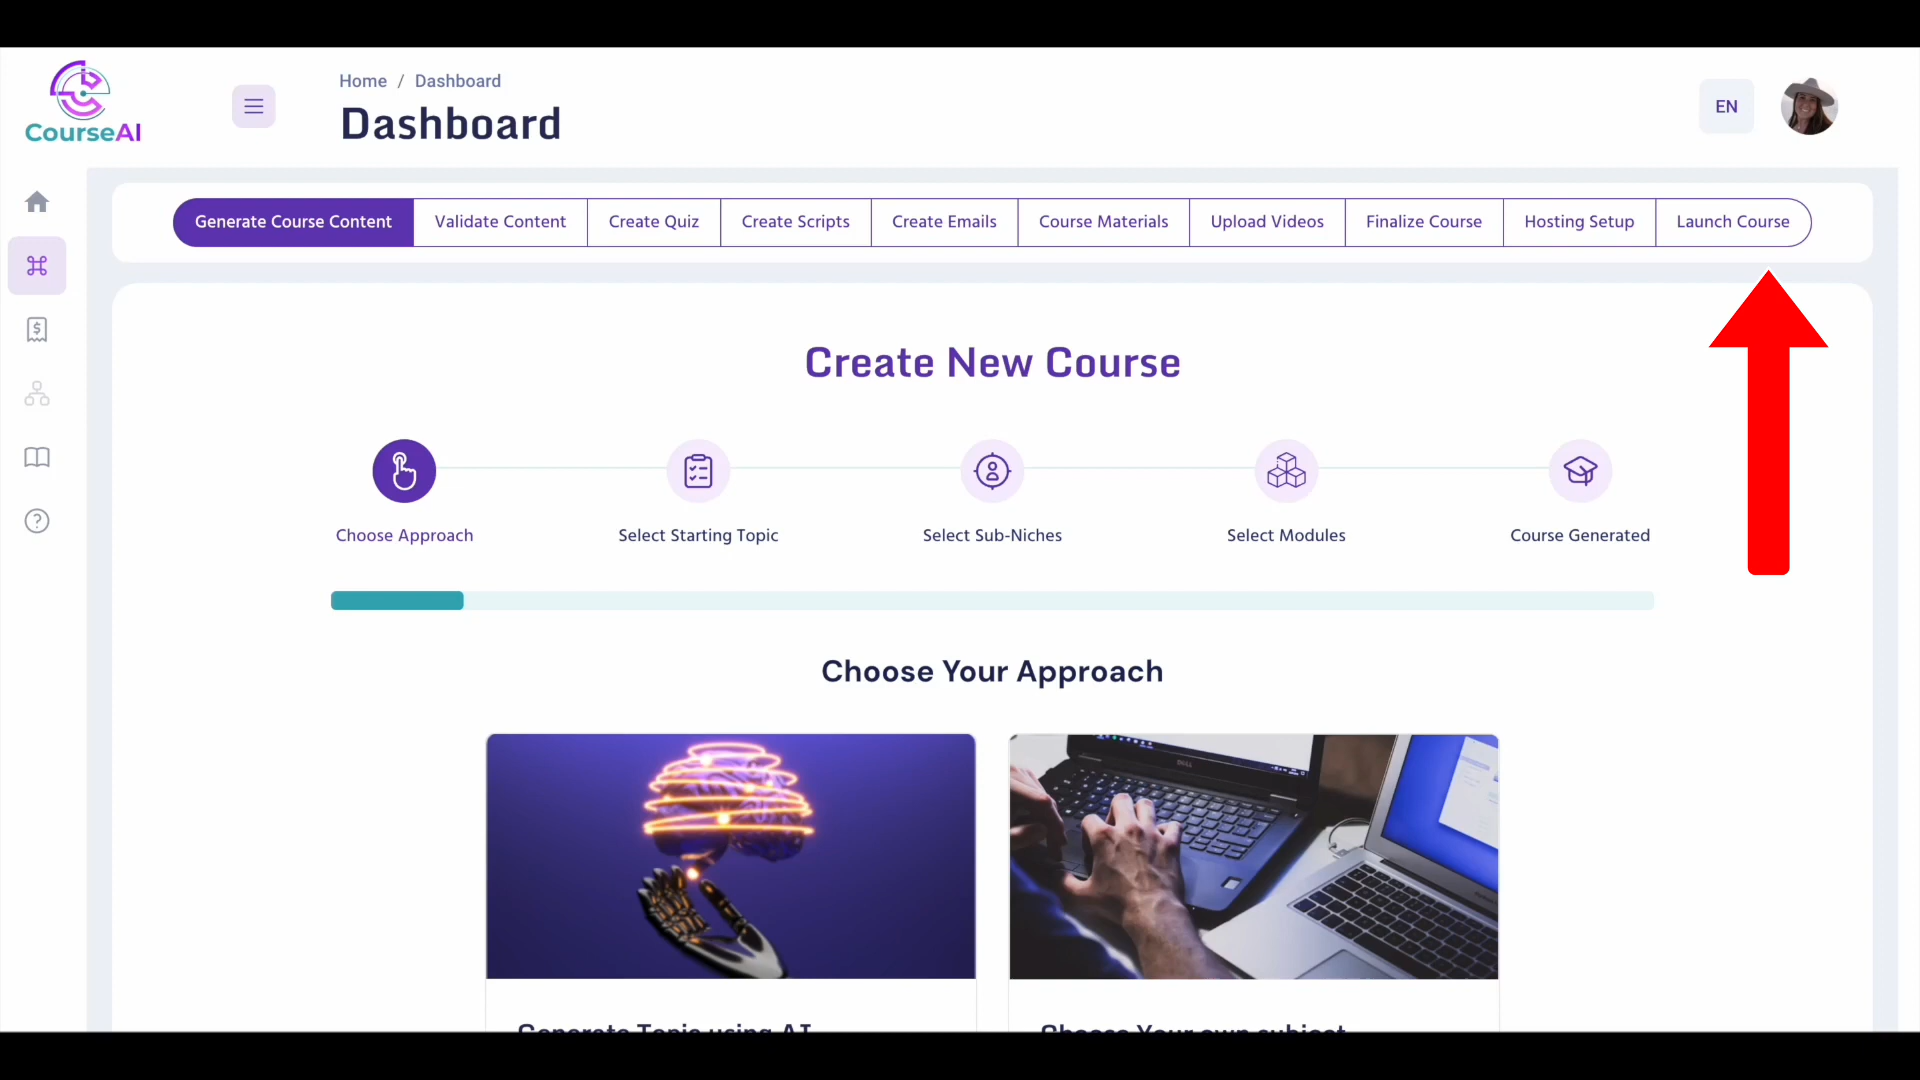 CourseAI
Home / Dashboard
Dashboard
EN
Generate Course Content
Validate Content
Create Quiz
Create Scripts
Create Emails
Course Materials
Upload Videos
Finalize Course
Hosting Setup
Launch Course
Create New Course
Choose Approach
Select Starting Topic
Select Sub-Niches
Select Modules
Course Generated
Choose Your Approach
DELL
Generate Topic using AI
Choose Your own subject